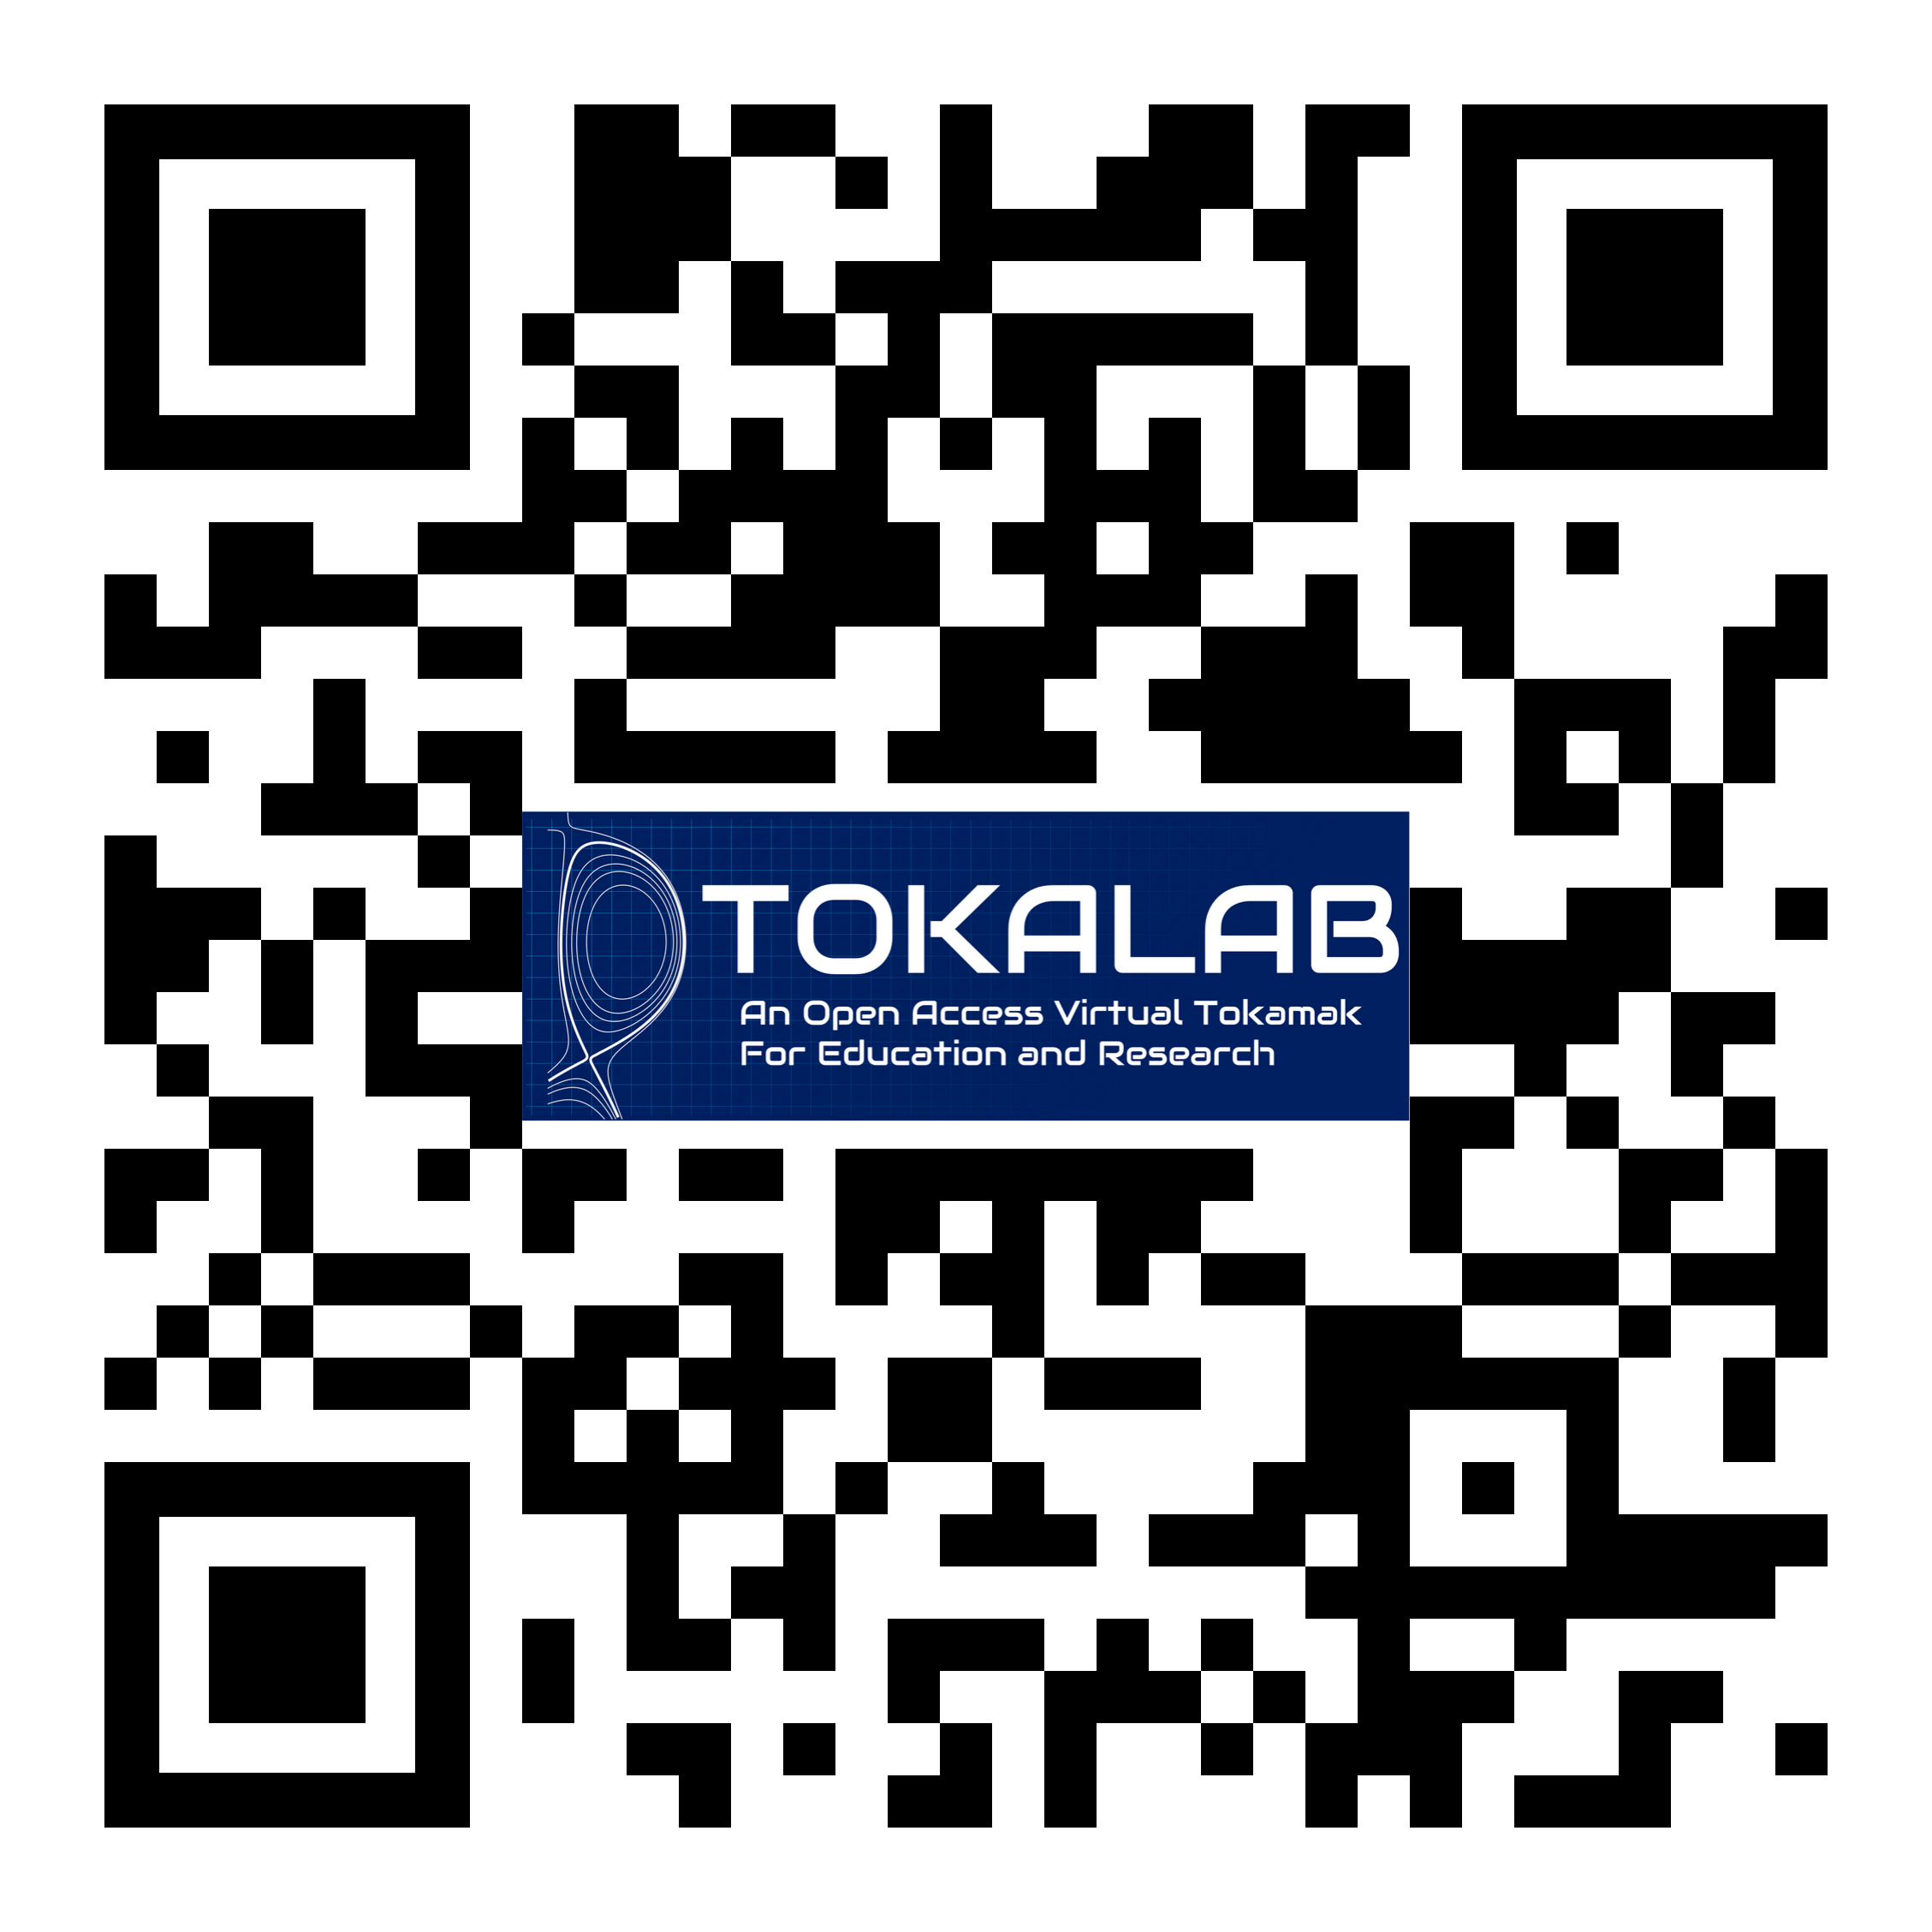 TOKALAB
An Open Access Virtual Tokamak
For Education and Research